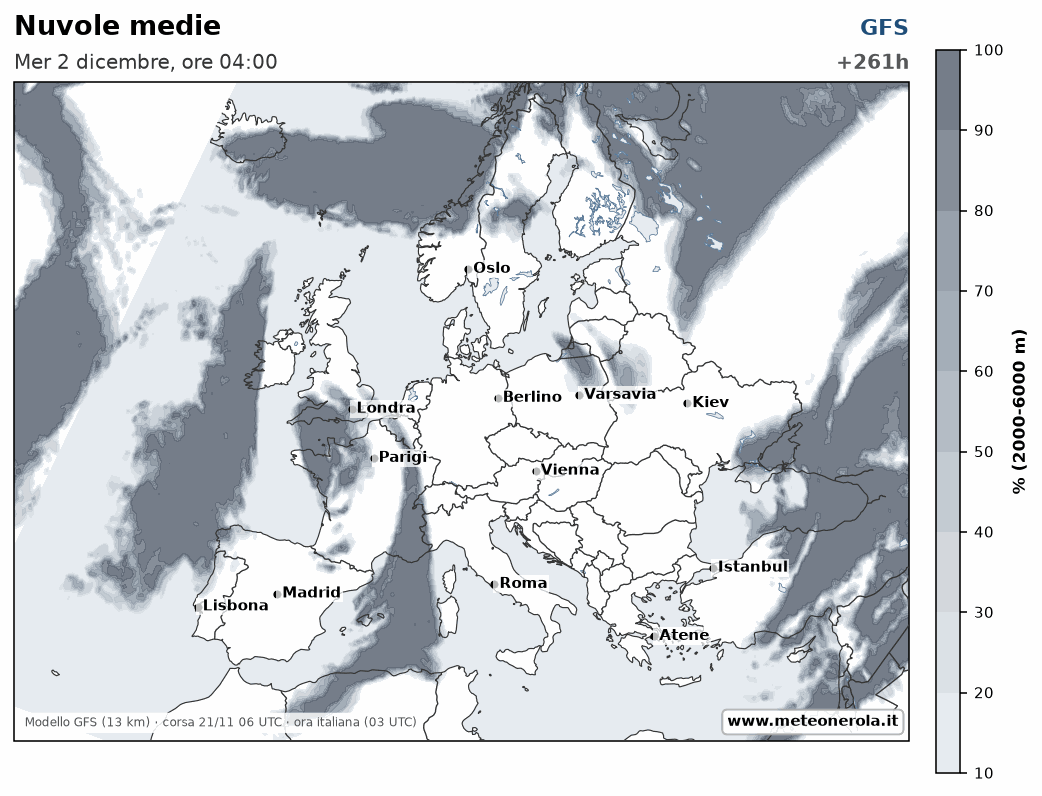 Nuvole medie
GFS
Mer 2 dicembre, ore 04:00
+261h
100
90
80
70
60
50
40
30
20
10
% (2000-6000 m)
Oslo
Londra
Berlino
Varsavia
Kiev
Parigi
Vienna
Istanbul
Roma
Madrid
Lisbona
Atene
Modello GFS (13 km) · corsa 21/11 06 UTC · ora italiana (03 UTC)
www.meteonerola.it